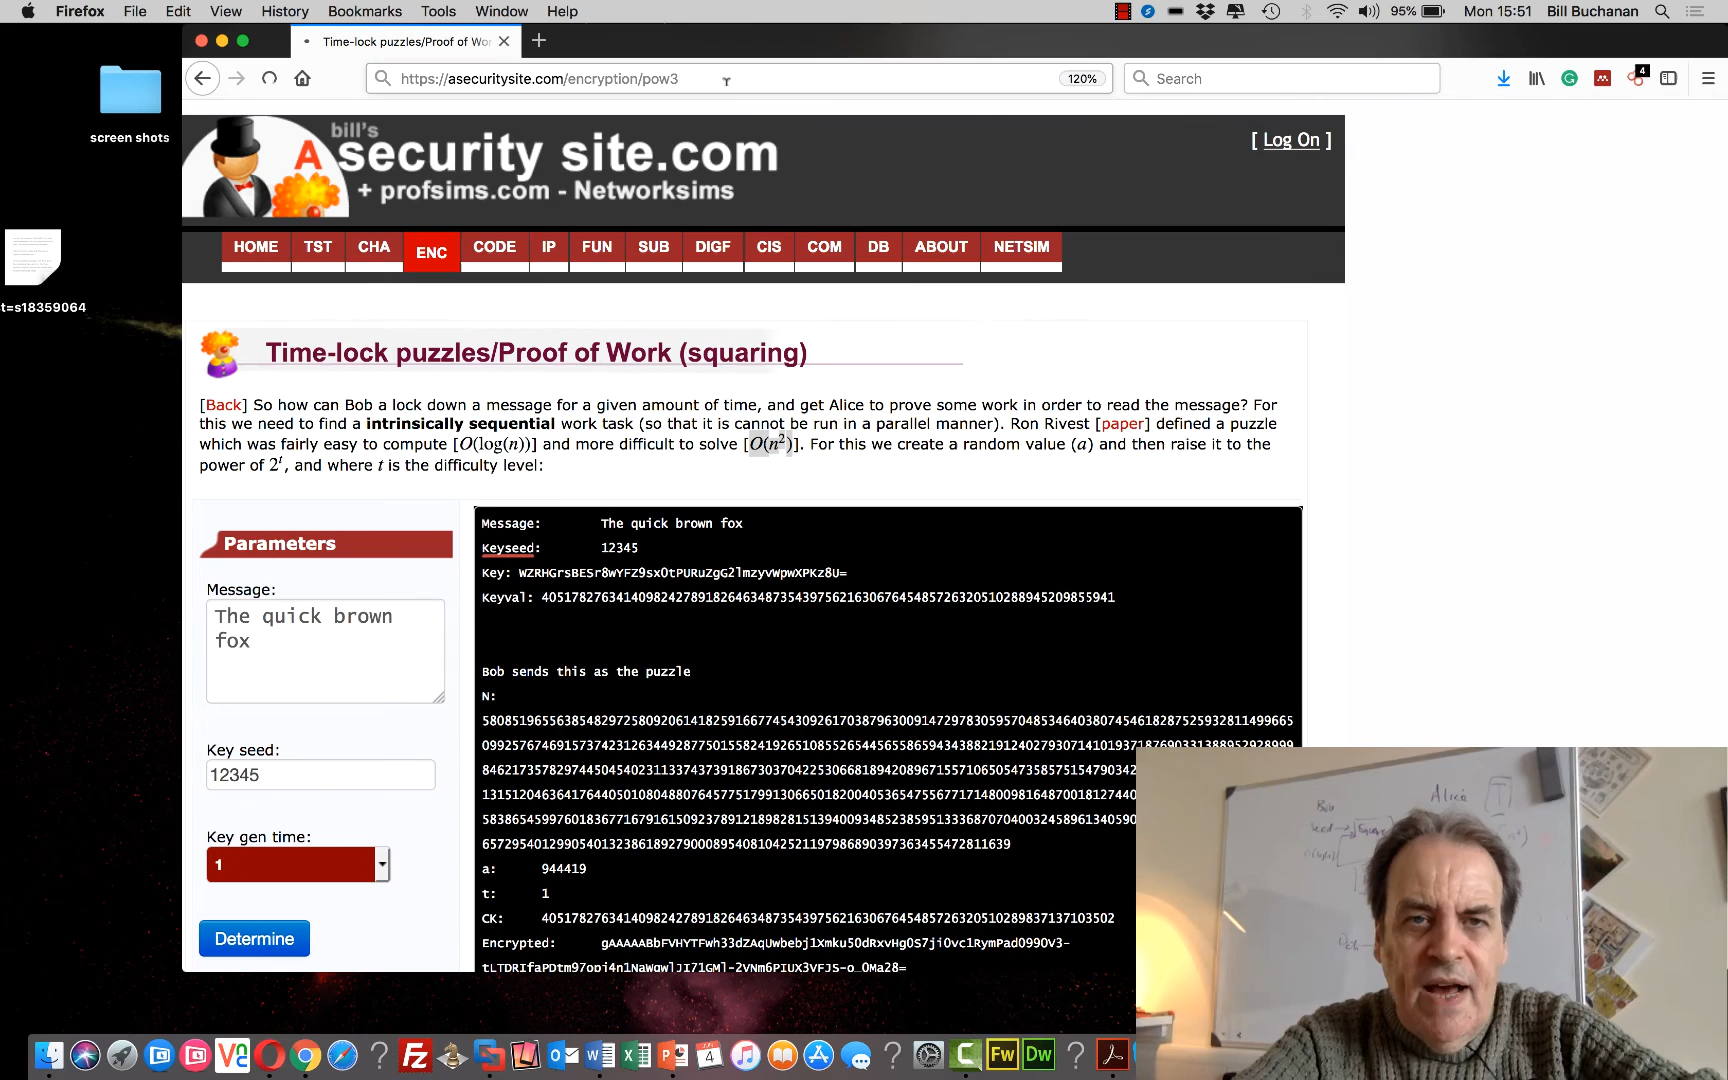 Firefox File Edit View History Bookmarks Tools Window Help 95% Mon 15:51 Bill Buchanan
Time-lock puzzles/Proof of Wor
https://asecuritysite.com/encryption/pow3 120% Search 4
screen shots
t=s18359064
bill's
A security site.com
+ profsims.com - Networksims
[ Log On ]
HOME TST CHA ENC CODE IP FUN SUB DIGF CIS COM DB ABOUT NETSIM
Time-lock puzzles/Proof of Work (squaring)
[Back] So how can Bob a lock down a message for a given amount of time, and get Alice to prove some work in order to read the message? For
this we need to find a intrinsically sequential work task (so that it is cannot be run in a parallel manner). Ron Rivest [paper] defined a puzzle
which was fairly easy to compute [O(log(n))] and more difficult to solve [O(n²)]. For this we create a random value (a) and then raise it to the
power of 2ᵗ, and where t is the difficulty level:
Parameters
Message:
The quick brown
fox
Key seed:
12345
Key gen time:
1
Determine
Message: The quick brown fox
Keyseed: 12345
Key: WZRHGrsBESr8wYFZ9sxOtPURuZgG2lmzyvWpwXPKz8U=
Keyval: 40517827634140982427891826463487354397562163067645485726320510288945209855941
Bob sends this as the puzzle
N:
a: 944419
t: 1
CK: 40517827634140982427891826463487354397562163067645485726320510289837137103502
Encrypted:
Bob
Alice